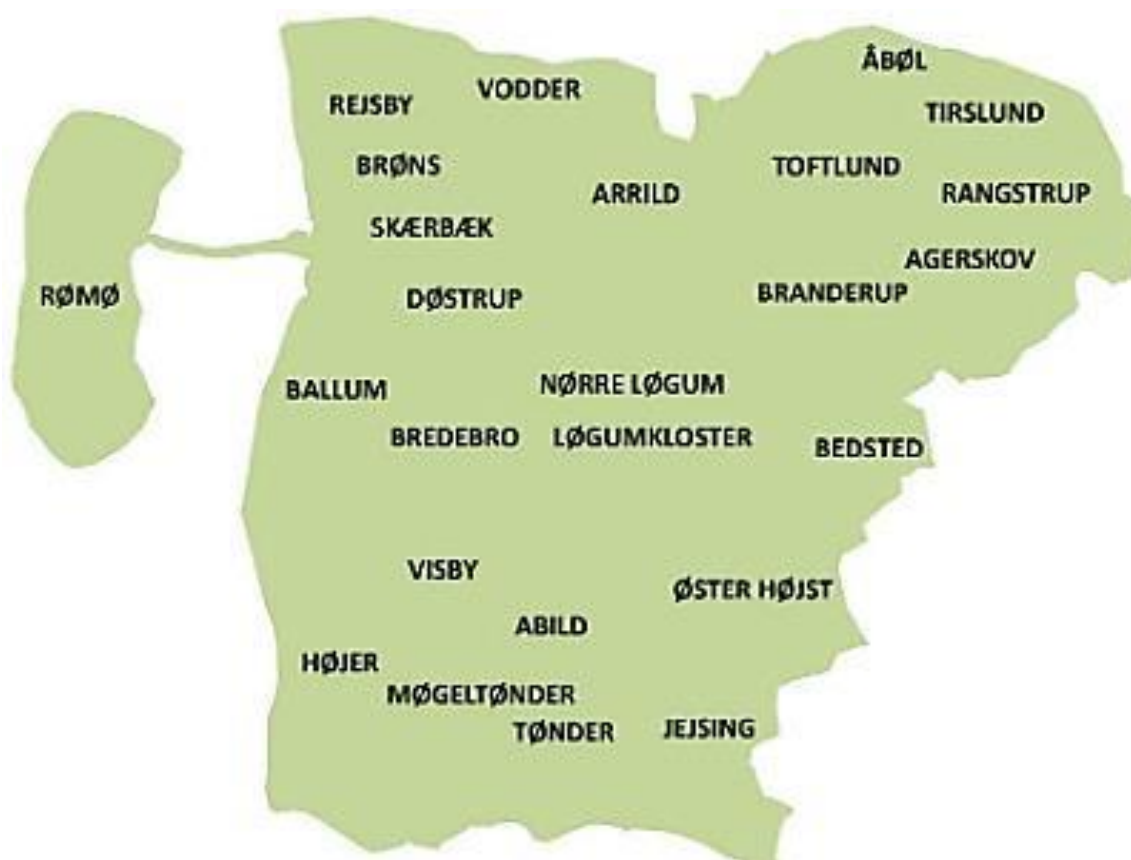 ÅBØL
VODDER
REJSBY
TIRSLUND
BRØNS
TOFTLUND
ARRILD
RANGSTRUP
SKÆRBÆK
AGERSKOV
RØMØ
DØSTRUP
BRANDERUP
BALLUM
NØRRE LØGUM
BREDEBRO
LØGUMKLOSTER
BEDSTED
VISBY
ØSTER HØJST
ABILD
HØJER
MØGELTØNDER
TØNDER
JEJSING